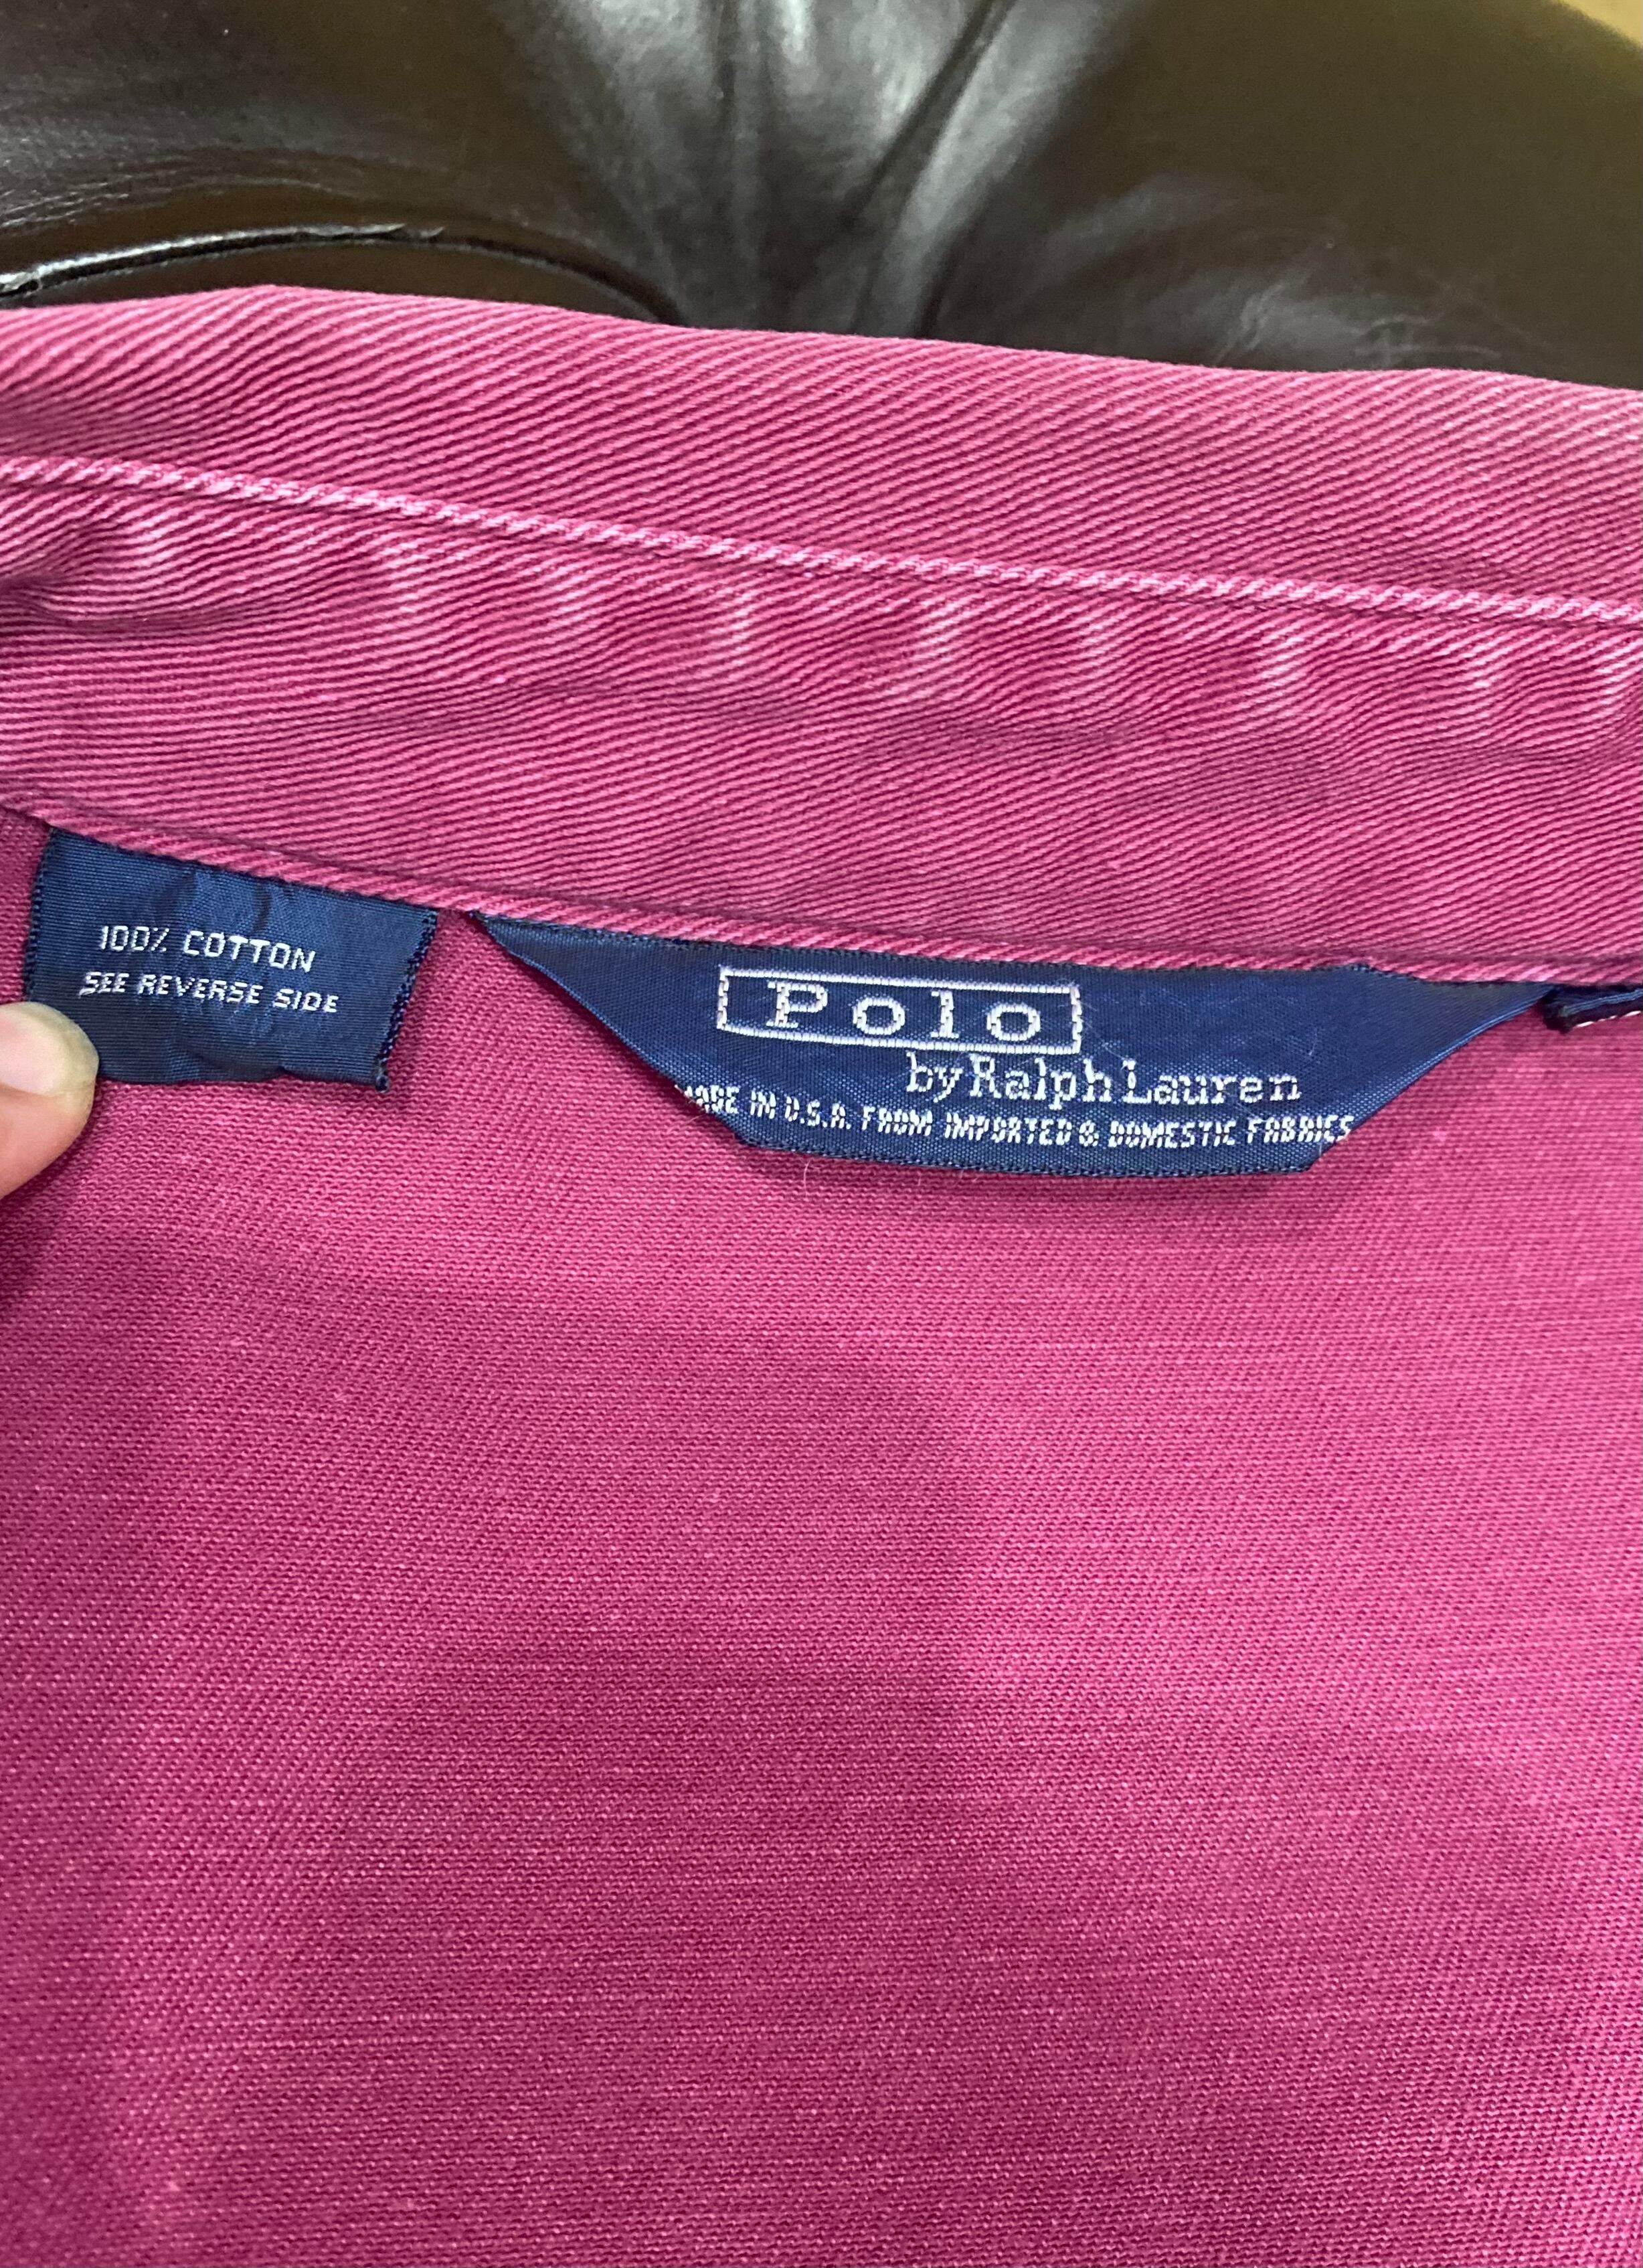 100% COTTON
SEE REVERSE SIDE
Polo
by Ralph Lauren
MADE IN U.S.A. FROM IMPORTED & DOMESTIC FABRICS